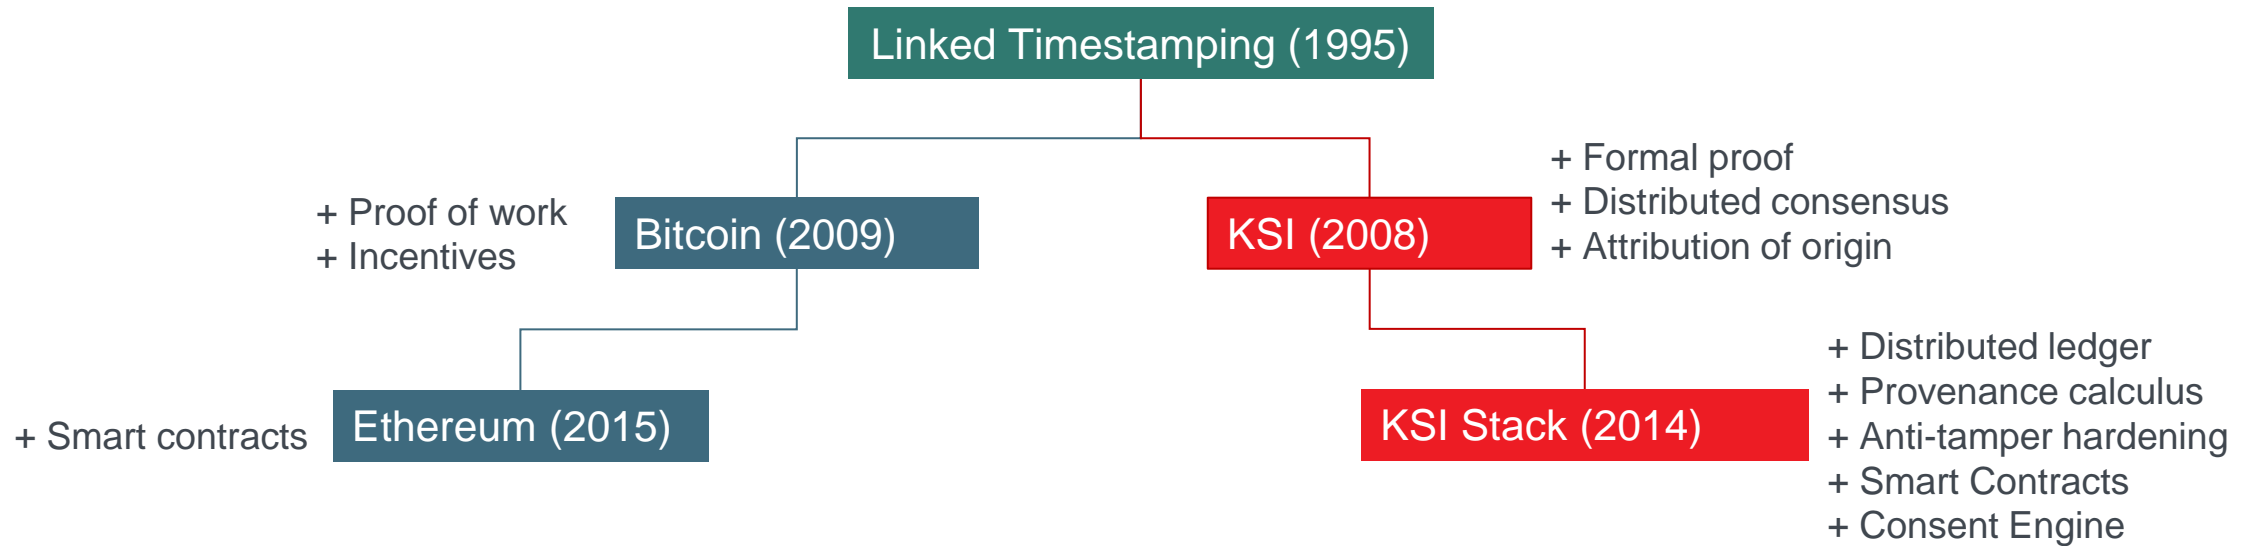 Linked Timestamping (1995)
+ Proof of work
+ Incentives
Bitcoin (2009)
KSI (2008)
+ Formal proof
+ Distributed consensus
+ Attribution of origin
+ Smart contracts
Ethereum (2015)
KSI Stack (2014)
+ Distributed ledger
+ Provenance calculus
+ Anti-tamper hardening
+ Smart Contracts
+ Consent Engine